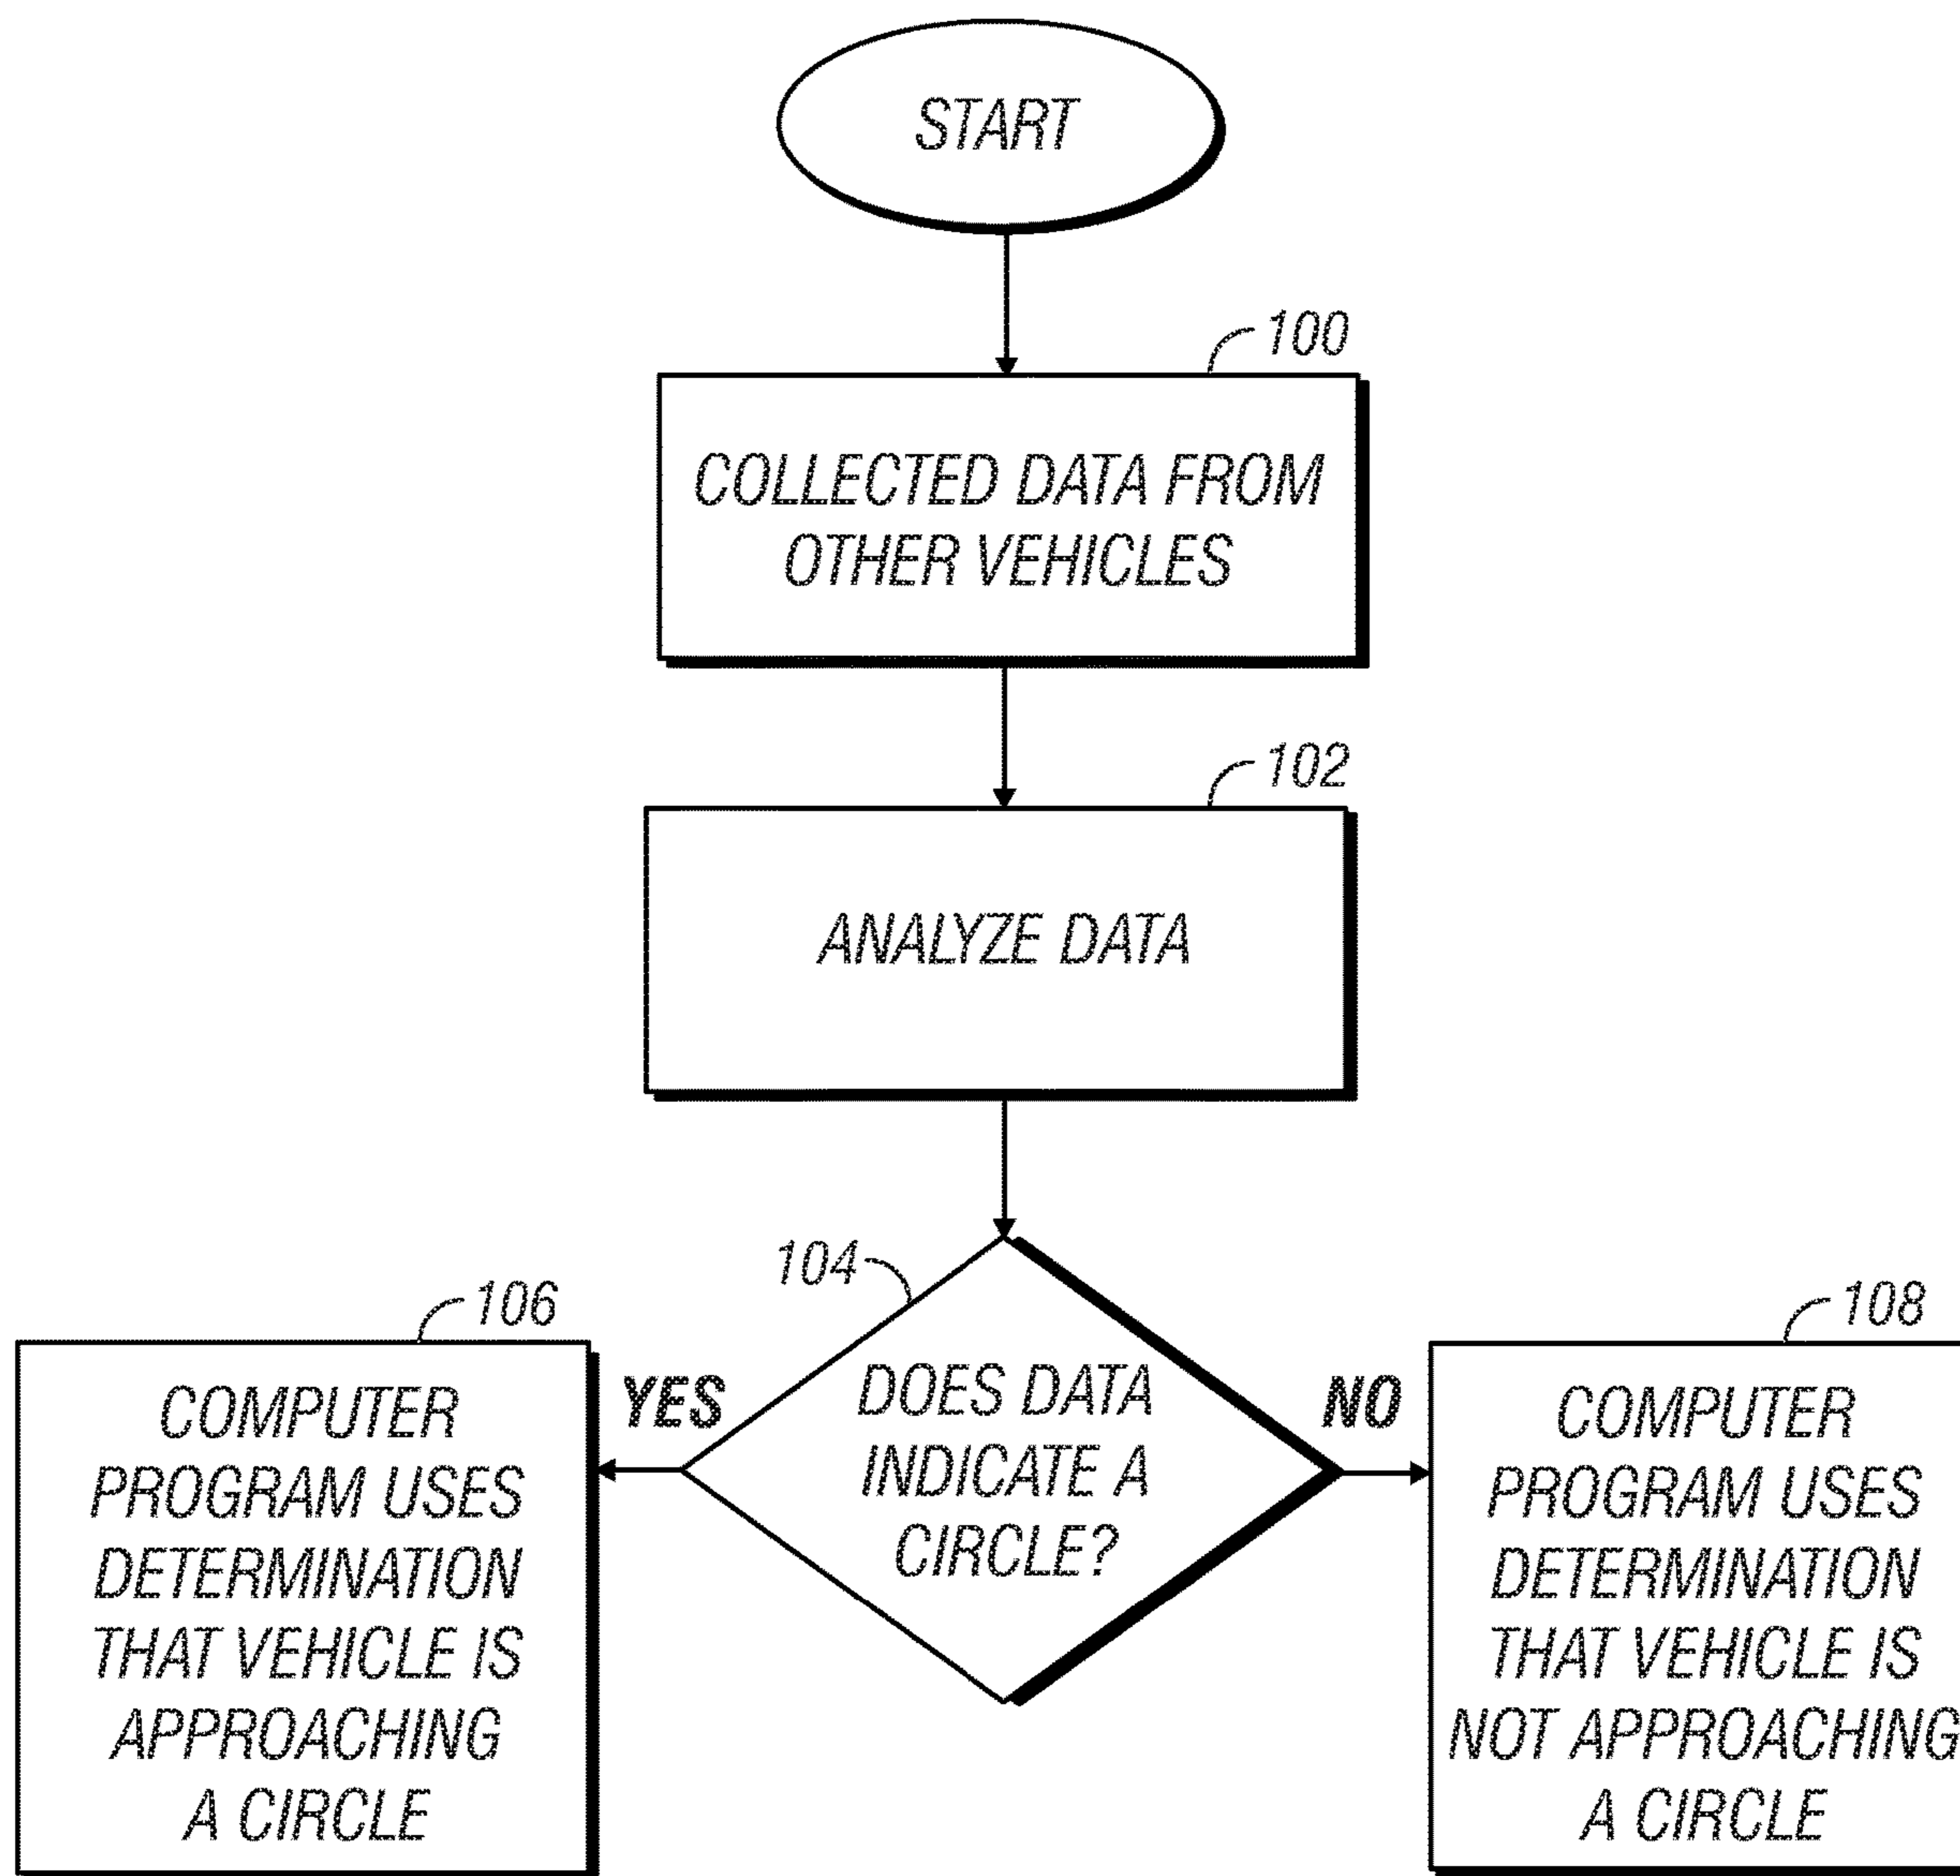 START
100
COLLECTED DATA FROM
OTHER VEHICLES
102
ANALYZE DATA
104
DOES DATA
INDICATE A
CIRCLE?
YES
NO
106
COMPUTER
PROGRAM USES
DETERMINATION
THAT VEHICLE IS
APPROACHING
A CIRCLE
108
COMPUTER
PROGRAM USES
DETERMINATION
THAT VEHICLE IS
NOT APPROACHING
A CIRCLE